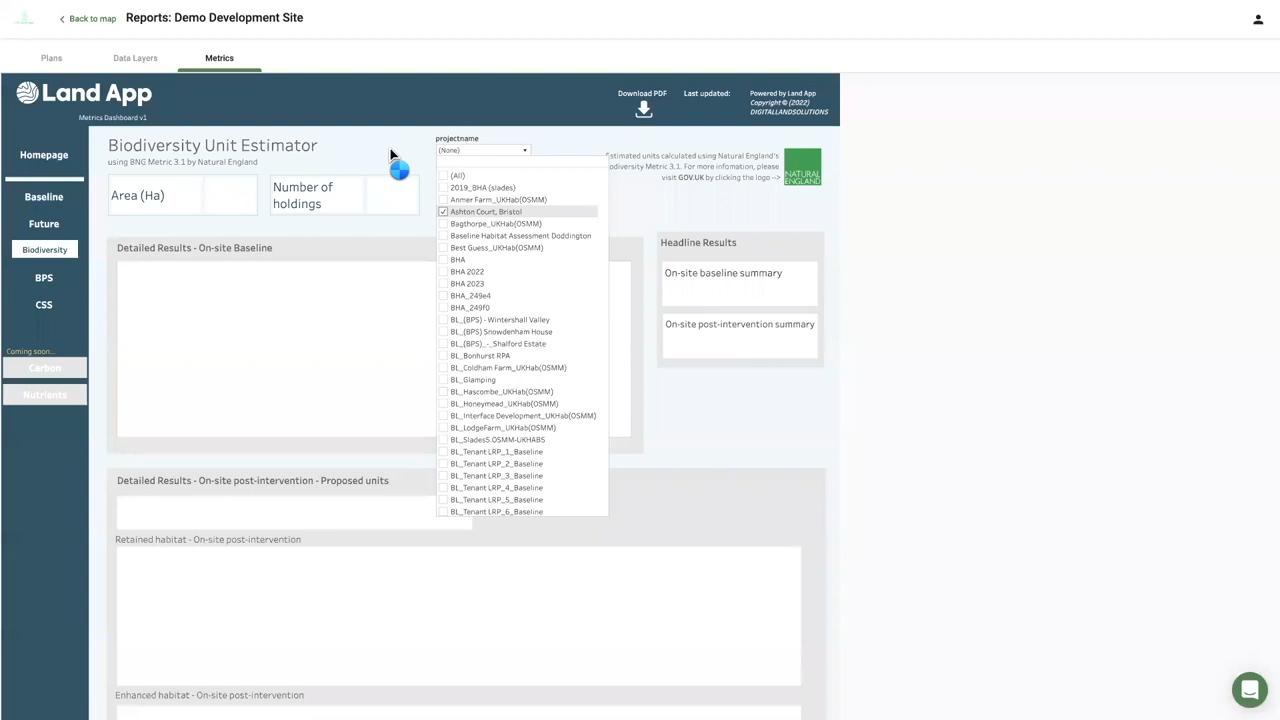 Back to map
Reports: Demo Development Site
Plans
Data Layers
Metrics
Land App
Metrics Dashboard v1
Download PDF
Last updated:
Powered by Land App
Copyright © (2022)
DIGITALLANDSOLUTIONS
Homepage
Baseline
Future
Biodiversity
BPS
CSS
Coming soon...
Carbon
Nutrients
Biodiversity Unit Estimator
using BNG Metric 3.1 by Natural England
Area (Ha)
Number of
holdings
projectname
(None)
(All)
2019_BHA (slades)
Anmer Farm_UKHab(OSMM)
Ashton Court, Bristol
Bagthorpe_UKHab(OSMM)
Baseline Habitat Assessment Doddington
Best Guess_UKHab(OSMM)
BHA
BHA 2022
BHA 2023
BHA_249e4
BHA_249f0
BL_(BPS) - Wintershall Valley
BL_(BPS) Snowdenham House
BL_(BPS)_-_Shalford Estate
BL_Bonhurst RPA
BL_Coldham Farm_UKHab(OSMM)
BL_Glamping
BL_Hascombe_UKHab(OSMM)
BL_Honeymead_UKHab(OSMM)
BL_Interface Development_UKHab(OSMM)
BL_LodgeFarm_UKHab(OSMM)
BL_Slades5.OSMM-UKHABS
BL_Tenant LRP_1_Baseline
BL_Tenant LRP_2_Baseline
BL_Tenant LRP_3_Baseline
BL_Tenant LRP_4_Baseline
BL_Tenant LRP_5_Baseline
BL_Tenant LRP_6_Baseline
Estimated units calculated using Natural England's
iodiversity Metric 3.1. For more infomation, please
visit GOV.UK by clicking the logo -->
NATURAL
ENGLAND
Detailed Results - On-site Baseline
Headline Results
On-site baseline summary
On-site post-intervention summary
Detailed Results - On-site post-intervention - Proposed units
Retained habitat - On-site post-intervention
Enhanced habitat - On-site post-intervention